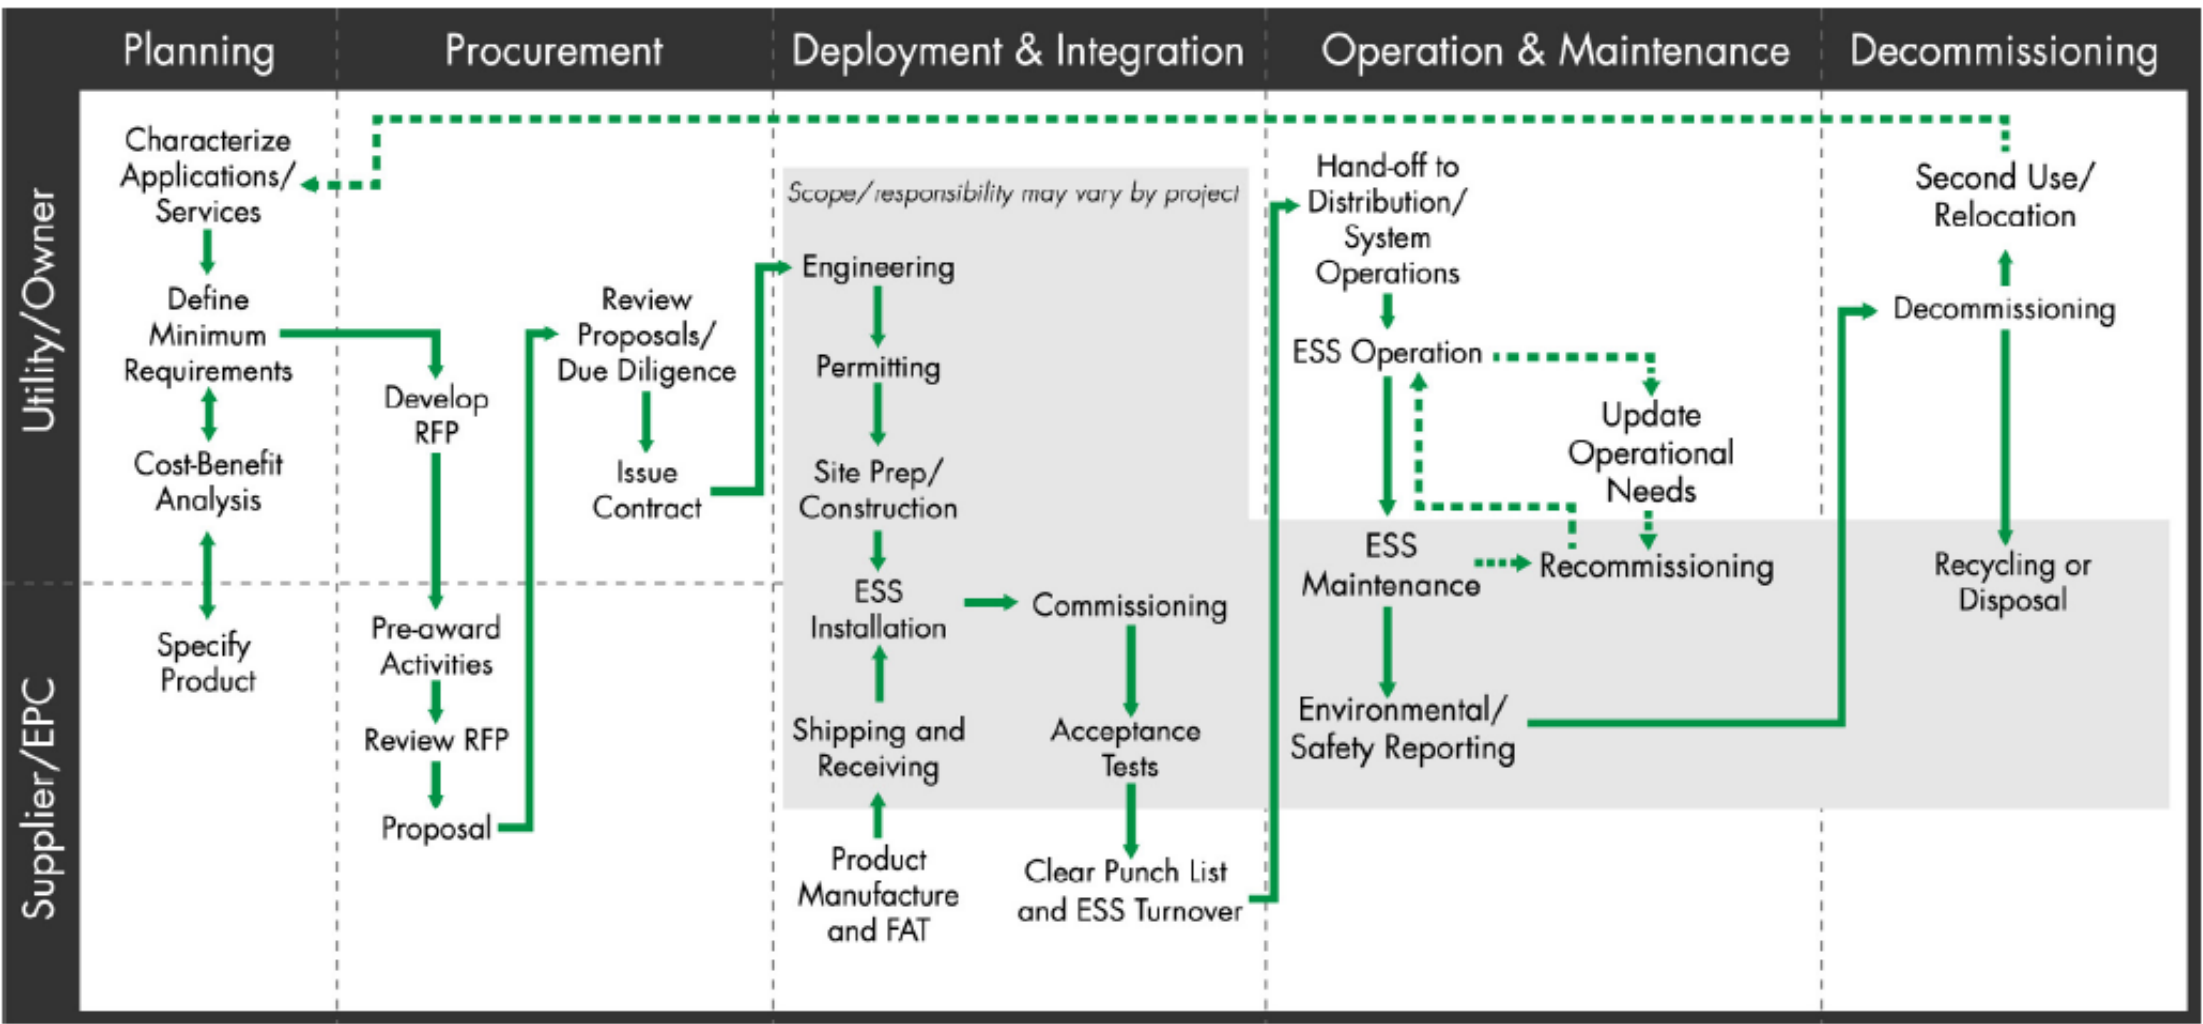 Planning
Procurement
Deployment & Integration
Operation & Maintenance
Decommissioning
Utility/Owner
Supplier/EPC
Characterize
Applications/
Services
Define
Minimum
Requirements
Cost-Benefit
Analysis
Specify
Product
Develop
RFP
Pre-award
Activities
Review RFP
Proposal
Review
Proposals/
Due Diligence
Issue
Contract
Scope/responsibility may vary by project
Engineering
Permitting
Site Prep/
Construction
ESS
Installation
Shipping and
Receiving
Product
Manufacture
and FAT
Commissioning
Acceptance
Tests
Clear Punch List
and ESS Turnover
Hand-off to
Distribution/
System
Operations
ESS Operation
Update
Operational
Needs
ESS
Maintenance
Recommissioning
Environmental/
Safety Reporting
Second Use/
Relocation
Decommissioning
Recycling or
Disposal